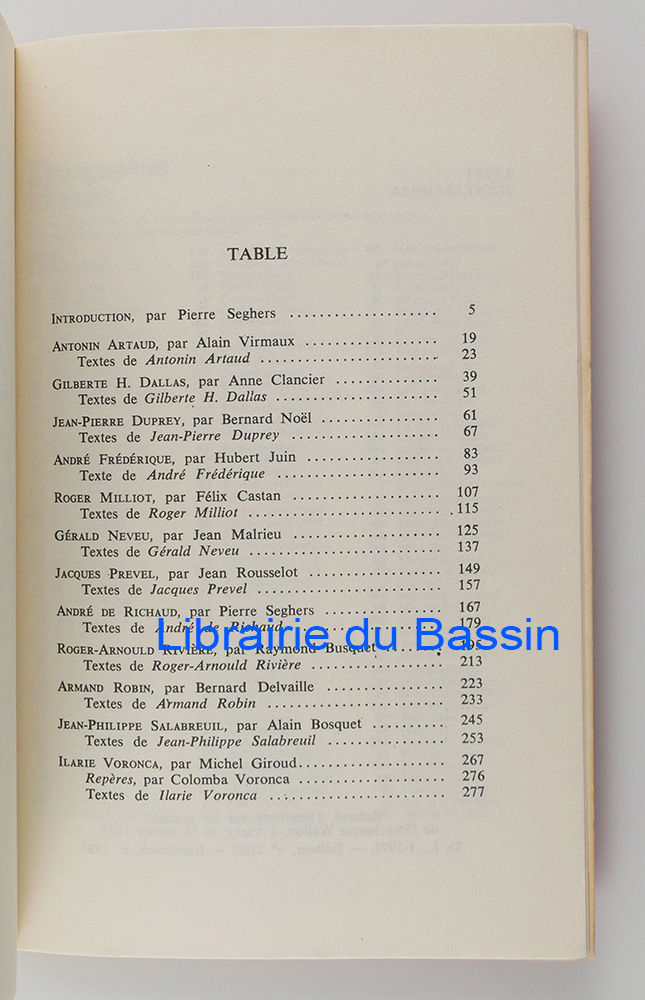 TABLE
INTRODUCTION, par Pierre Seghers .................... 5
ANTONIN ARTAUD, par Alain Virmaux .................. 19
Textes de Antonin Artaud ........................ 23
GILBERTE H. DALLAS, par Anne Clancier .............. 39
Textes de Gilberte H. Dallas ...................... 51
JEAN-PIERRE DUPREY, par Bernard Noël ................ 61
Textes de Jean-Pierre Duprey .................... 67
ANDRÉ FRÉDÉRIQUE, par Hubert Juin .................. 83
Texte de André Frédérique .................... 93
ROGER MILLIOT, par Félix Castan .................... 107
Textes de Roger Milliot .......................... 115
GÉRALD NEVEU, par Jean Malrieu .................... 125
Textes de Gérald Neveu .......................... 137
JACQUES PREVEL, par Jean Rousselot .................. 149
Textes de Jacques Prevel ........................ 157
ANDRÉ DE RICHAUD, par Pierre Seghers ................ 167
Textes de André de Richaud ...................... 179
Librairie du Bassin
ROGER-ARNOULD RIVIÈRE, par Raymond Busquet ........ 195
Textes de Roger-Arnould Rivière .................. 213
ARMAND ROBIN, par Bernard Delvaille ................ 223
Textes de Armand Robin ........................ 233
JEAN-PHILIPPE SALABREUIL, par Alain Bosquet .......... 245
Textes de Jean-Philippe Salabreuil ................ 253
ILARIE VORONCA, par Michel Giroud.................... 267
Repères, par Colomba Voronca .................... 276
Textes de Ilarie Voronca ........................ 277